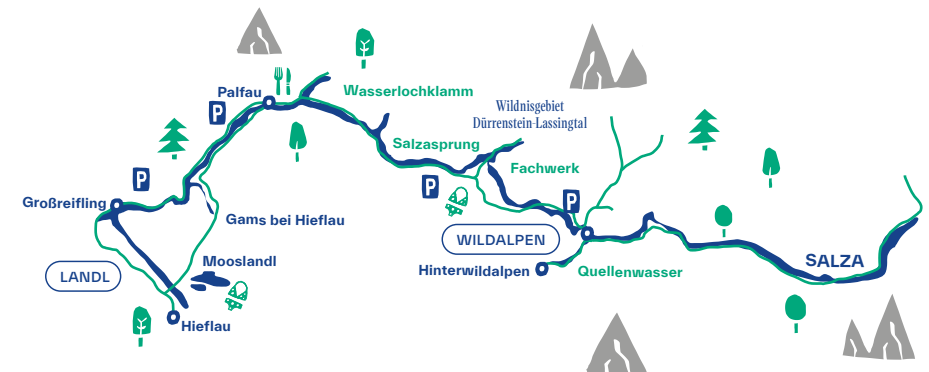 Palfau
P
Wasserlochklamm
Wildnisgebiet
Dürrenstein-Lassingtal
Salzasprung
Fachwerk
P
P
P
Großreifling
Gams bei Hieflau
WILDALPEN
Mooslandl
LANDL
Hinterwildalpen
Quellenwasser
SALZA
Hieflau